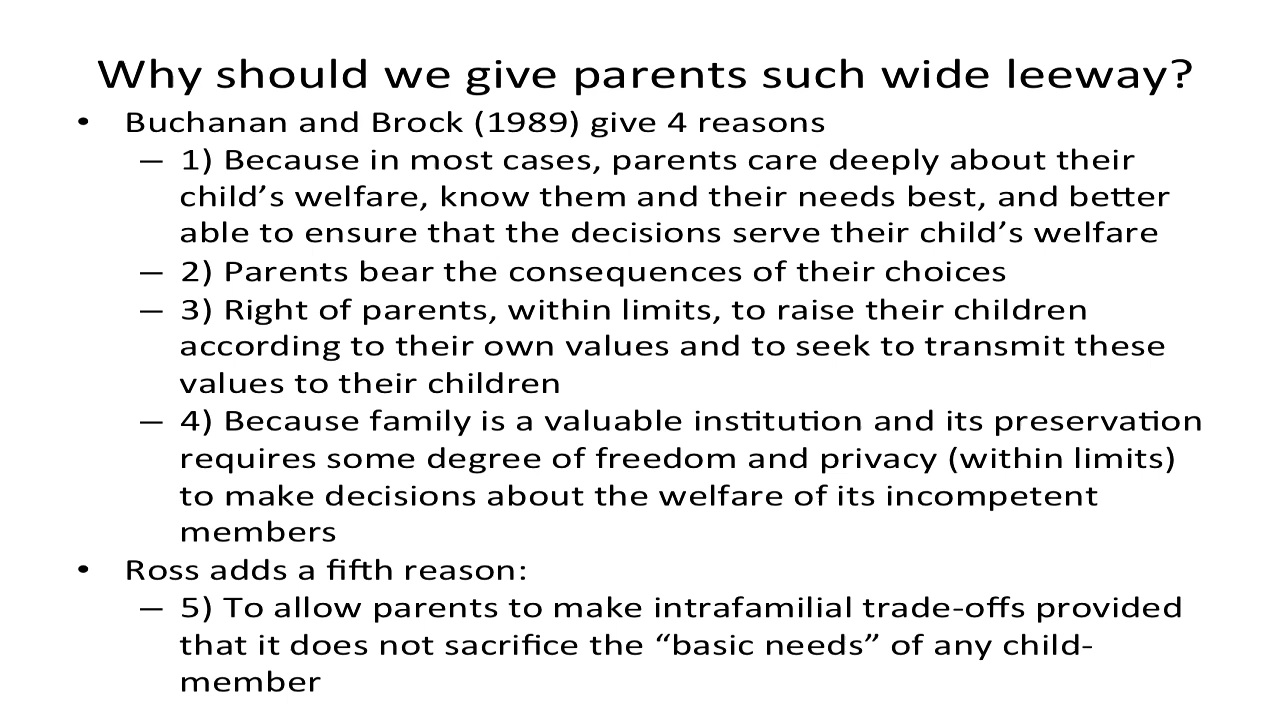 Why should we give parents such wide leeway?
• Buchanan and Brock (1989) give 4 reasons
– 1) Because in most cases, parents care deeply about their
child’s welfare, know them and their needs best, and better
able to ensure that the decisions serve their child’s welfare
– 2) Parents bear the consequences of their choices
– 3) Right of parents, within limits, to raise their children
according to their own values and to seek to transmit these
values to their children
– 4) Because family is a valuable institution and its preservation
requires some degree of freedom and privacy (within limits)
to make decisions about the welfare of its incompetent
members
• Ross adds a fifth reason:
– 5) To allow parents to make intrafamilial trade-offs provided
that it does not sacrifice the “basic needs” of any child-
member